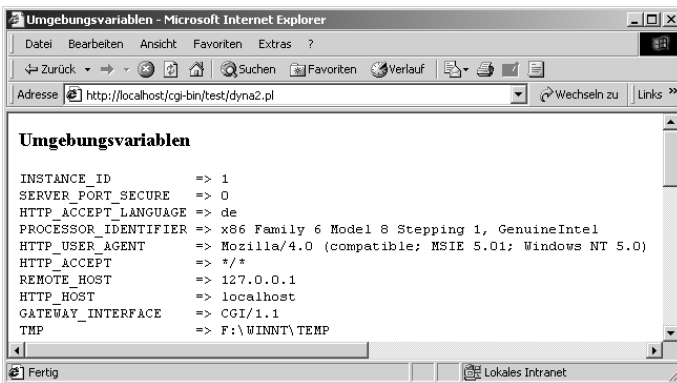 Umgebungsvariablen - Microsoft Internet Explorer
Datei Bearbeiten Ansicht Favoriten Extras ?
Zurück Suchen Favoriten Verlauf
Adresse http://localhost/cgi-bin/test/dyna2.pl Wechseln zu Links »
Umgebungsvariablen
INSTANCE_ID => 1
SERVER_PORT_SECURE => 0
HTTP_ACCEPT_LANGUAGE => de
PROCESSOR_IDENTIFIER => x86 Family 6 Model 8 Stepping 1, GenuineIntel
HTTP_USER_AGENT => Mozilla/4.0 (compatible; MSIE 5.01; Windows NT 5.0)
HTTP_ACCEPT => */*
REMOTE_HOST => 127.0.0.1
HTTP_HOST => localhost
GATEWAY_INTERFACE => CGI/1.1
TMP => F:\WINNT\TEMP
Fertig Lokales Intranet